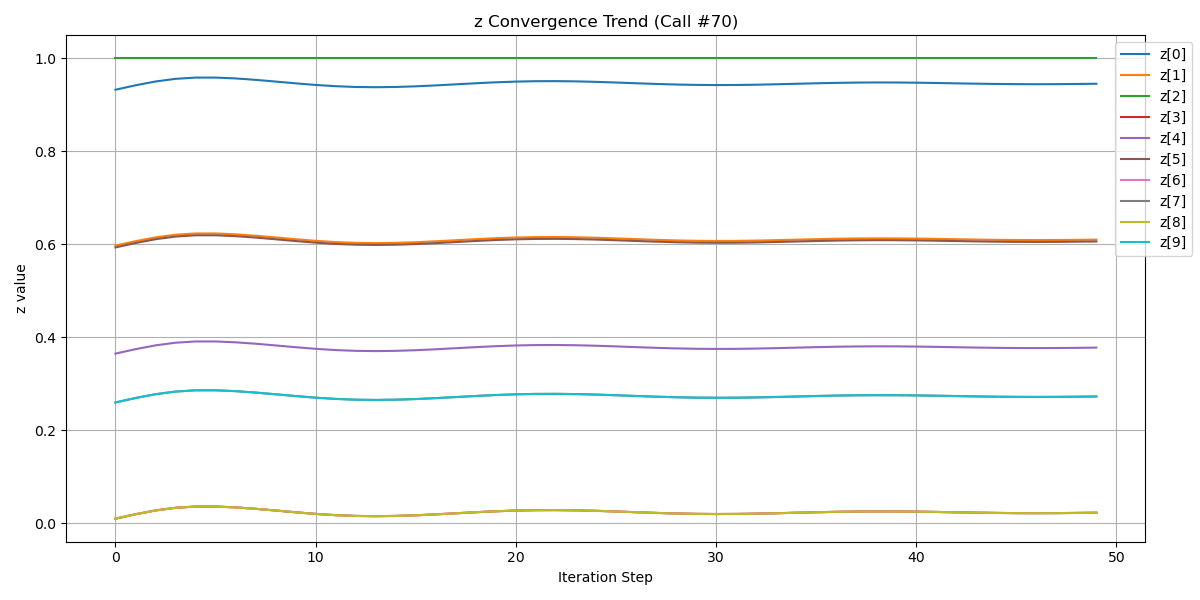 z Convergence Trend (Call #70)
z value
1.0
0.8
0.6
0.4
0.2
0.0
0
10
20
30
40
50
Iteration Step
z[0]
z[1]
z[2]
z[3]
z[4]
z[5]
z[6]
z[7]
z[8]
z[9]